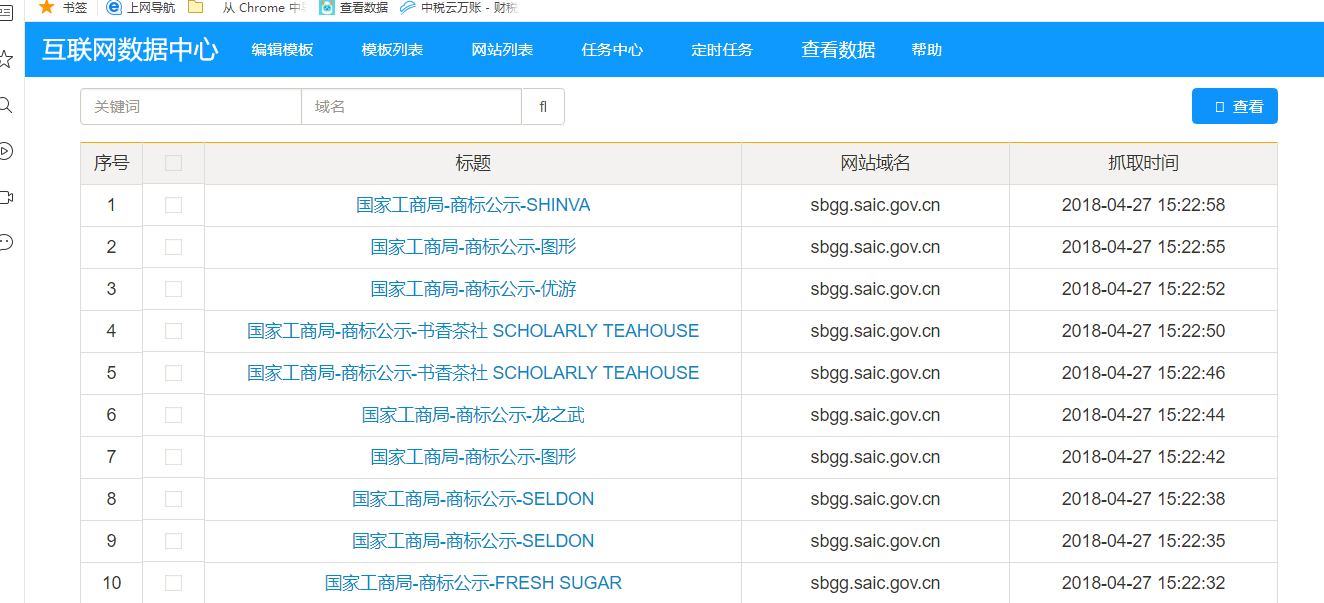 书签 上网导航 从 Chrome 中 查看数据 中税云万账 - 财税
互联网数据中心 编辑模板 模板列表 网站列表 任务中心 定时任务 查看数据 帮助
关键词 域名 fl 查看
序号 标题 网站域名 抓取时间
1 国家工商局-商标公示-SHINVA sbgg.saic.gov.cn 2018-04-27 15:22:58
2 国家工商局-商标公示-图形 sbgg.saic.gov.cn 2018-04-27 15:22:55
3 国家工商局-商标公示-优游 sbgg.saic.gov.cn 2018-04-27 15:22:52
4 国家工商局-商标公示-书香茶社 SCHOLARLY TEAHOUSE sbgg.saic.gov.cn 2018-04-27 15:22:50
5 国家工商局-商标公示-书香茶社 SCHOLARLY TEAHOUSE sbgg.saic.gov.cn 2018-04-27 15:22:46
6 国家工商局-商标公示-龙之武 sbgg.saic.gov.cn 2018-04-27 15:22:44
7 国家工商局-商标公示-图形 sbgg.saic.gov.cn 2018-04-27 15:22:42
8 国家工商局-商标公示-SELDON sbgg.saic.gov.cn 2018-04-27 15:22:38
9 国家工商局-商标公示-SELDON sbgg.saic.gov.cn 2018-04-27 15:22:35
10 国家工商局-商标公示-FRESH SUGAR sbgg.saic.gov.cn 2018-04-27 15:22:32